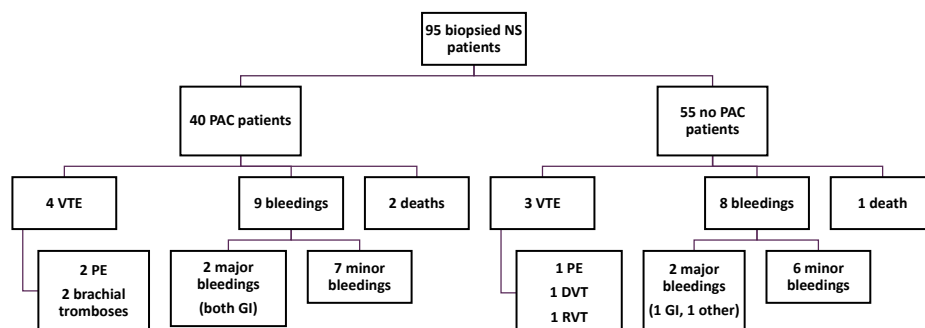 95 biopsied NS
patients
40 PAC patients
55 no PAC
patients
4 VTE
9 bleedings
2 deaths
3 VTE
8 bleedings
1 death
2 PE
2 brachial
tromboses
2 major
bleedings
(both GI)
7 minor
bleedings
1 PE
1 DVT
1 RVT
2 major
bleedings
(1 GI, 1 other)
6 minor
bleedings